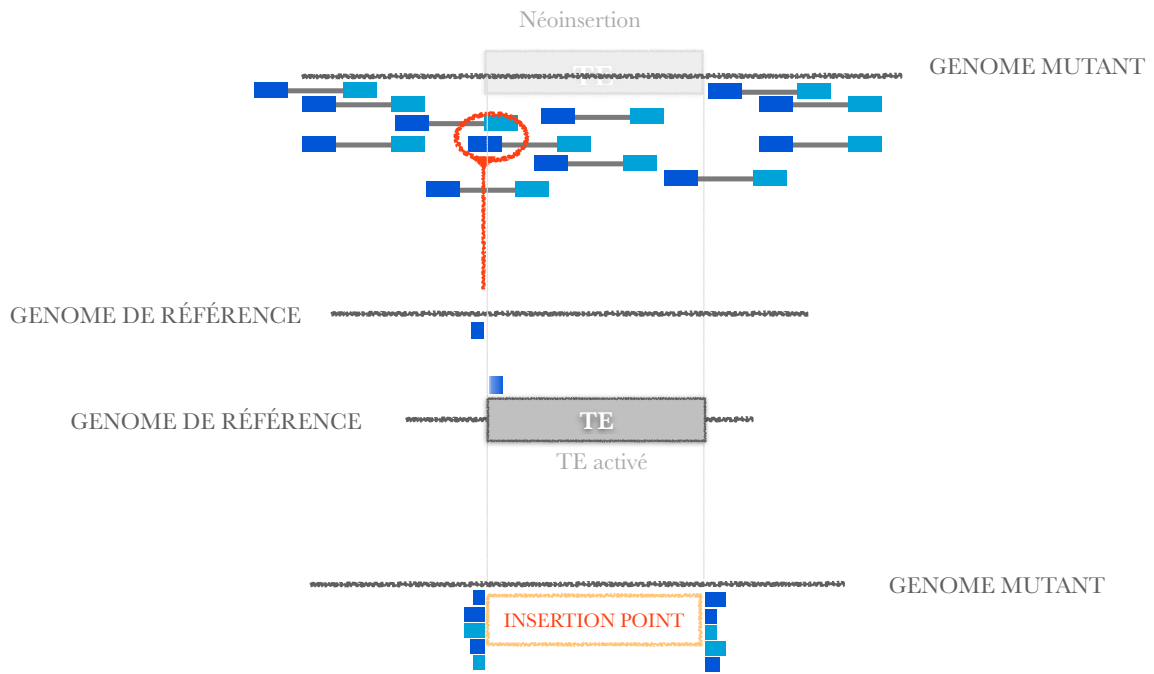 Néoinsertion
TE
GENOME MUTANT
GENOME DE RÉFÉRENCE
GENOME DE RÉFÉRENCE
TE
TE activé
GENOME MUTANT
INSERTION POINT